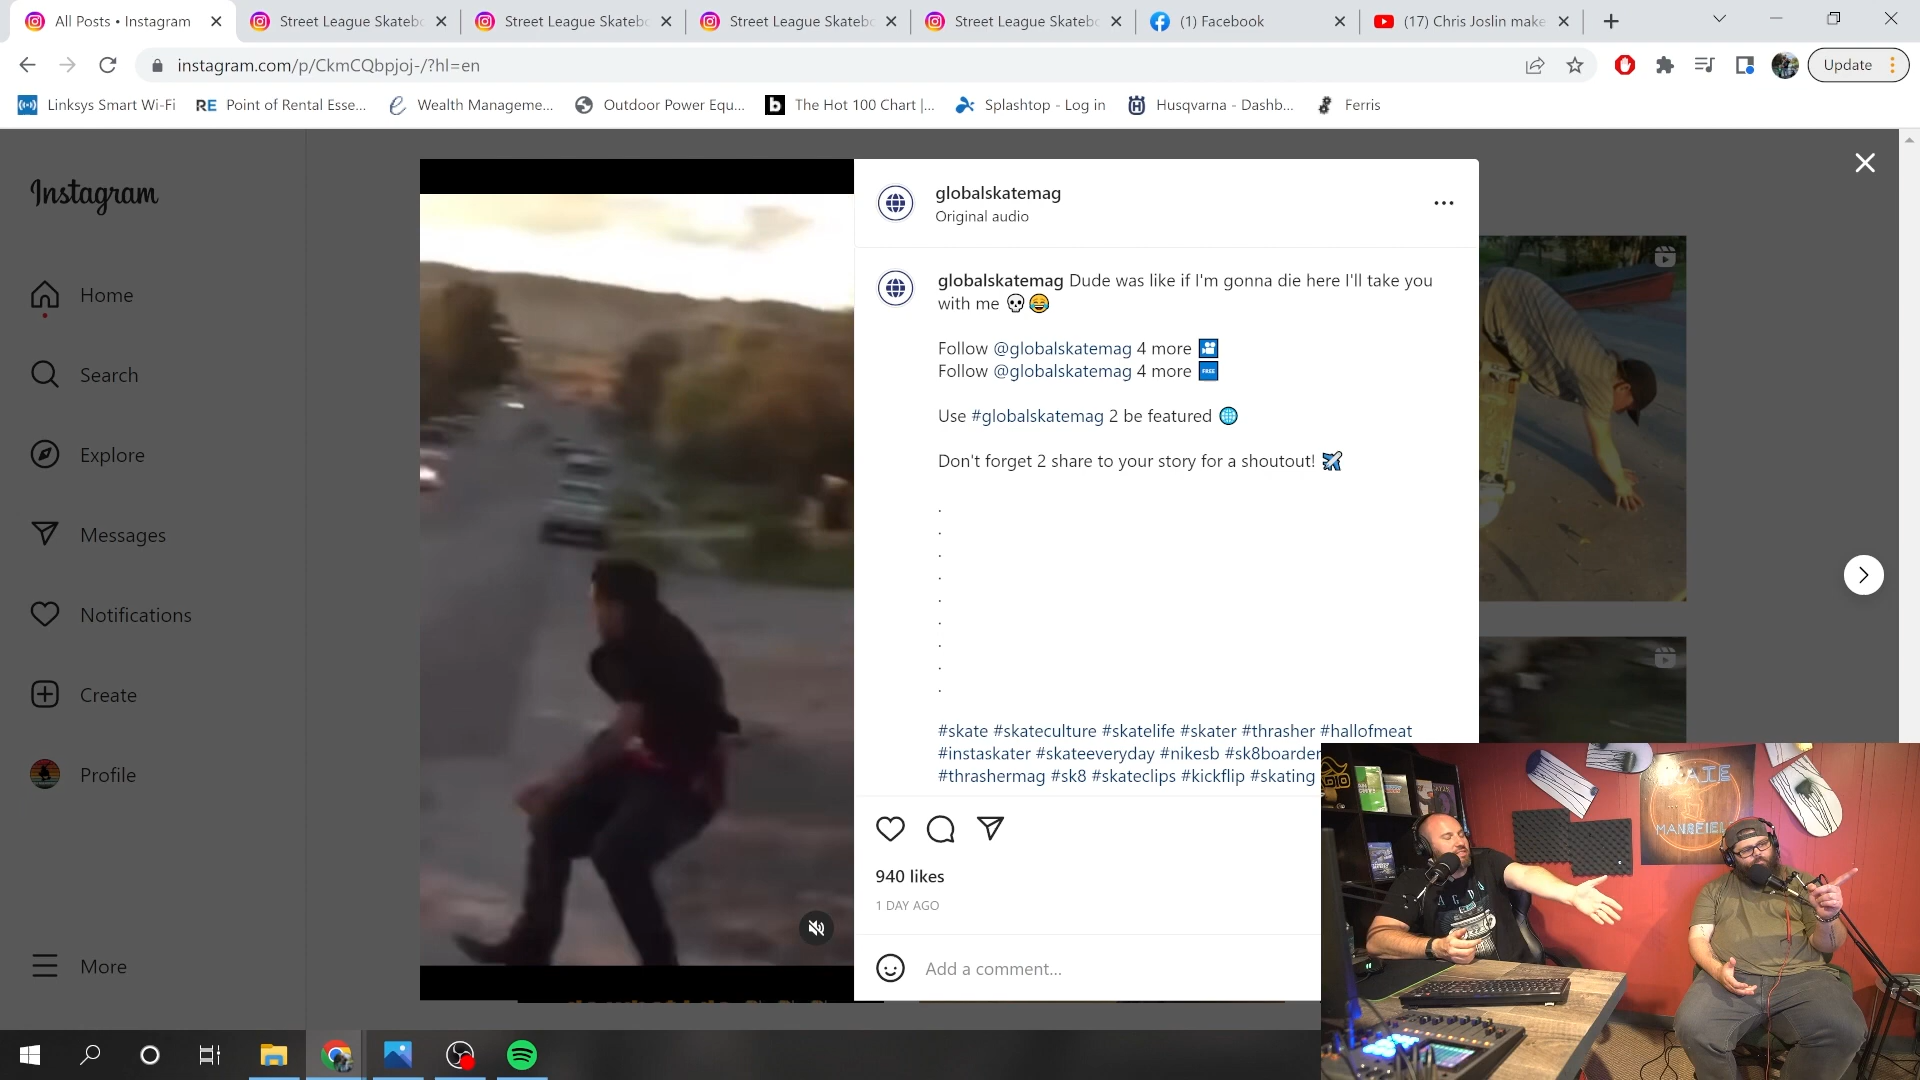 All Posts • Instagram
Street League Skatebo
Street League Skatebo
Street League Skatebo
Street League Skatebo
(1) Facebook
(17) Chris Joslin make
instagram.com/p/CkmCQbpjoj-/?hl=en
Update
Linksys Smart Wi-Fi
RE Point of Rental Esse...
Wealth Manageme...
Outdoor Power Equ...
b The Hot 100 Chart |...
Splashtop - Log in
Husqvarna - Dashb...
Ferris
Instagram
Home
Search
Explore
Messages
Notifications
Create
Profile
More
globalskatemag
Original audio
globalskatemag Dude was like if I'm gonna die here I'll take you
with me 💀😂
Follow @globalskatemag 4 more 🎦
Follow @globalskatemag 4 more 🆓
Use #globalskatemag 2 be featured 🌐
Don't forget 2 share to your story for a shoutout! ✈️
.
.
.
.
.
.
.
.
.
#skate #skateculture #skatelife #skater #thrasher #hallofmeat
#instaskater #skateeveryday #nikesb #sk8boarder
#thrashermag #sk8 #skateclips #kickflip #skating
940 likes
1 DAY AGO
Add a comment...